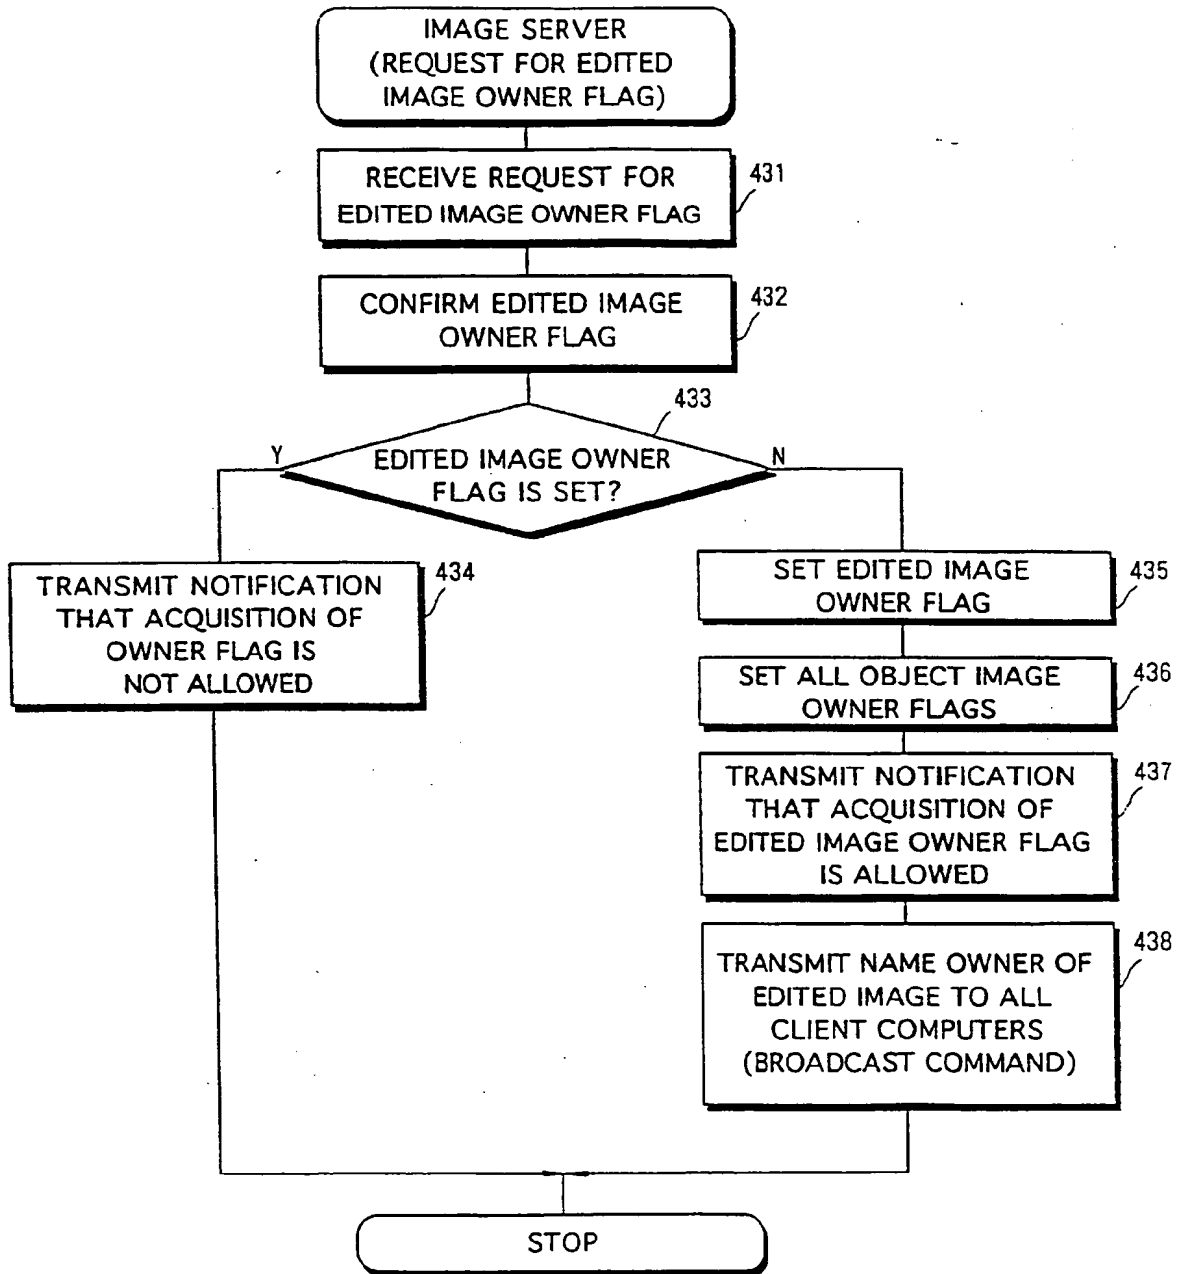 IMAGE SERVER
(REQUEST FOR EDITED
IMAGE OWNER FLAG)
RECEIVE REQUEST FOR
EDITED IMAGE OWNER FLAG
431
CONFIRM EDITED IMAGE
OWNER FLAG
432
433
Y
EDITED IMAGE OWNER
FLAG IS SET?
N
TRANSMIT NOTIFICATION
THAT ACQUISITION OF
OWNER FLAG IS
NOT ALLOWED
434
SET EDITED IMAGE
OWNER FLAG
435
SET ALL OBJECT IMAGE
OWNER FLAGS
436
TRANSMIT NOTIFICATION
THAT ACQUISITION OF
EDITED IMAGE OWNER FLAG
IS ALLOWED
437
TRANSMIT NAME OWNER OF
EDITED IMAGE TO ALL
CLIENT COMPUTERS
(BROADCAST COMMAND)
438
STOP